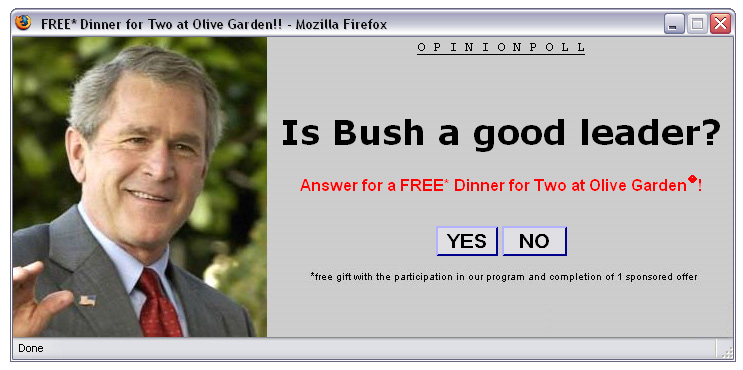 FREE* Dinner for Two at Olive Garden!! - Mozilla Firefox
O P I N I O N P O L L
Is Bush a good leader?
Answer for a FREE* Dinner for Two at Olive Garden!
YES NO
*free gift with the participation in our program and completion of 1 sponsored offer
Done